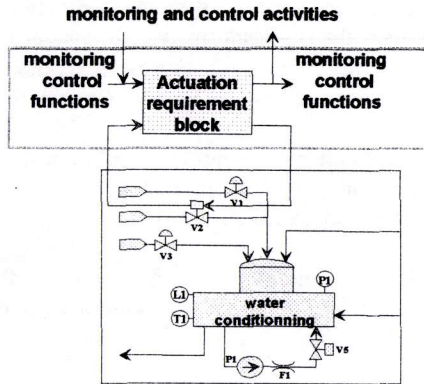 monitoring and control activities
monitoring
control
functions
Actuation
requirement
block
monitoring
control
functions
V1
V2
V3
P1
L1
water
conditionning
T1
P1
F1
V5